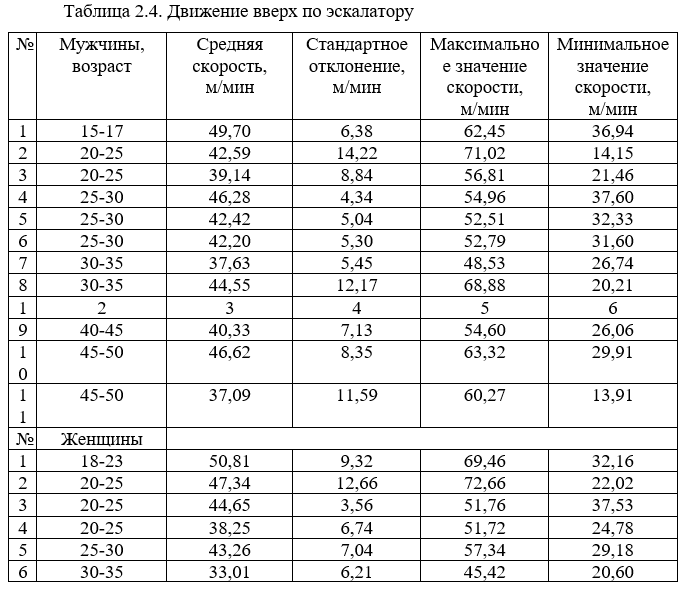 Таблица 2.4. Движение вверх по эскалатору
№ Мужчины, возраст Средняя скорость, м/мин Стандартное отклонение, м/мин Максимальное значение скорости, м/мин Минимальное значение скорости, м/мин
1 15-17 49,70 6,38 62,45 36,94
2 20-25 42,59 14,22 71,02 14,15
3 20-25 39,14 8,84 56,81 21,46
4 25-30 46,28 4,34 54,96 37,60
5 25-30 42,42 5,04 52,51 32,33
6 25-30 42,20 5,30 52,79 31,60
7 30-35 37,63 5,45 48,53 26,74
8 30-35 44,55 12,17 68,88 20,21
1 2 3 4 5 6
9 40-45 40,33 7,13 54,60 26,06
10 45-50 46,62 8,35 63,32 29,91
11 45-50 37,09 11,59 60,27 13,91
№ Женщины
1 18-23 50,81 9,32 69,46 32,16
2 20-25 47,34 12,66 72,66 22,02
3 20-25 44,65 3,56 51,76 37,53
4 20-25 38,25 6,74 51,72 24,78
5 25-30 43,26 7,04 57,34 29,18
6 30-35 33,01 6,21 45,42 20,60